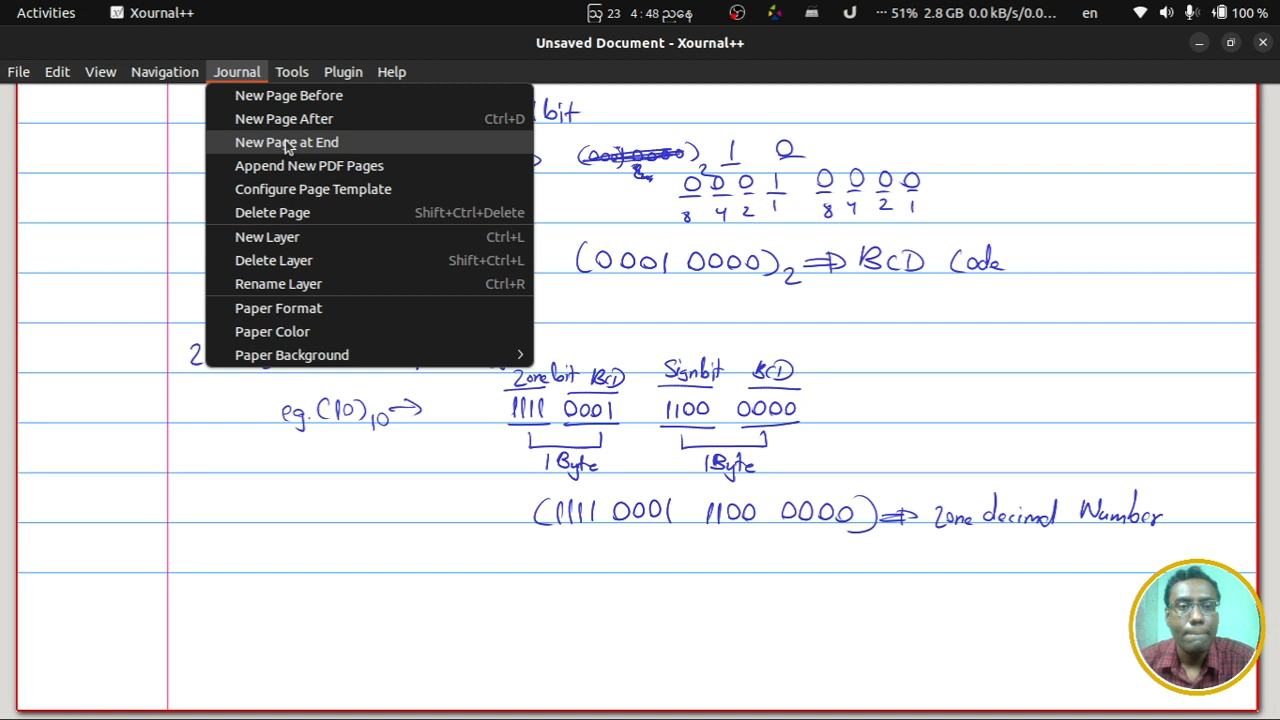 Activities Xournal++ ဩ 23 4:48 ညနေ ··· 51% 2.8 GB 0.0 kB/s/0.0... en 100 %
Unsaved Document - Xournal++
File Edit View Navigation Journal Tools Plugin Help
New Page Before
New Page After Ctrl+D
New Page at End
Append New PDF Pages
Configure Page Template
Delete Page Shift+Ctrl+Delete
New Layer Ctrl+L
Delete Layer Shift+Ctrl+L
Rename Layer Ctrl+R
Paper Format
Paper Color
Paper Background
bit
1 0
0 0 0 1 0 0 0 0
8 4 2 1 8 4 2 1
(0001 0000)2 ⇒ BCD Code
2
Zone bit BCD Sign bit BCD
eg. (10)10 → 1111 0001 1100 0000
1 Byte 1 Byte
(1111 0001 1100 0000) ⇒ Zone decimal Number